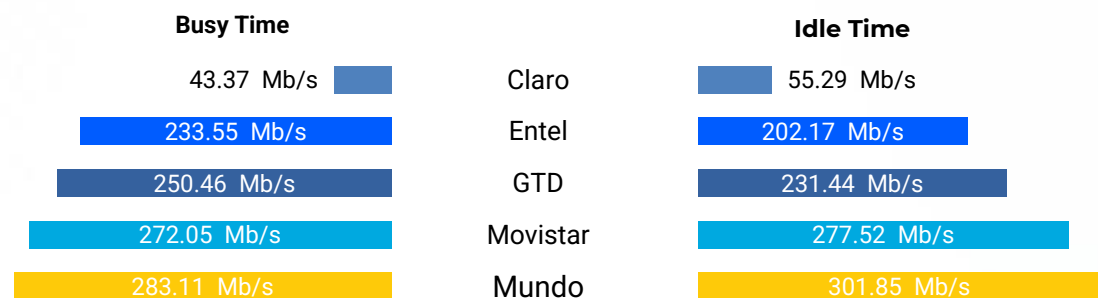 Busy Time Idle Time
43.37 Mb/s Claro 55.29 Mb/s
233.55 Mb/s Entel 202.17 Mb/s
250.46 Mb/s GTD 231.44 Mb/s
272.05 Mb/s Movistar 277.52 Mb/s
283.11 Mb/s Mundo 301.85 Mb/s